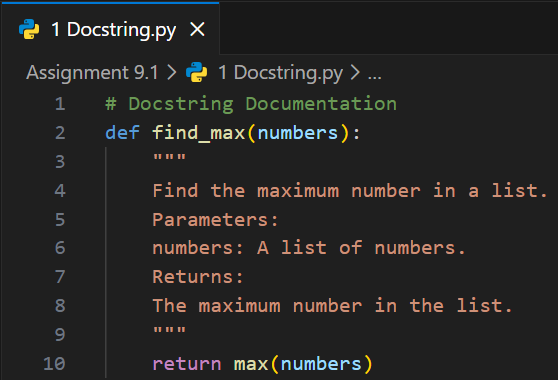 1 Docstring.py ×
Assignment 9.1 > 1 Docstring.py > ...
1 # Docstring Documentation
2 def find_max(numbers):
3     """
4     Find the maximum number in a list.
5     Parameters:
6     numbers: A list of numbers.
7     Returns:
8     The maximum number in the list.
9     """
10     return max(numbers)